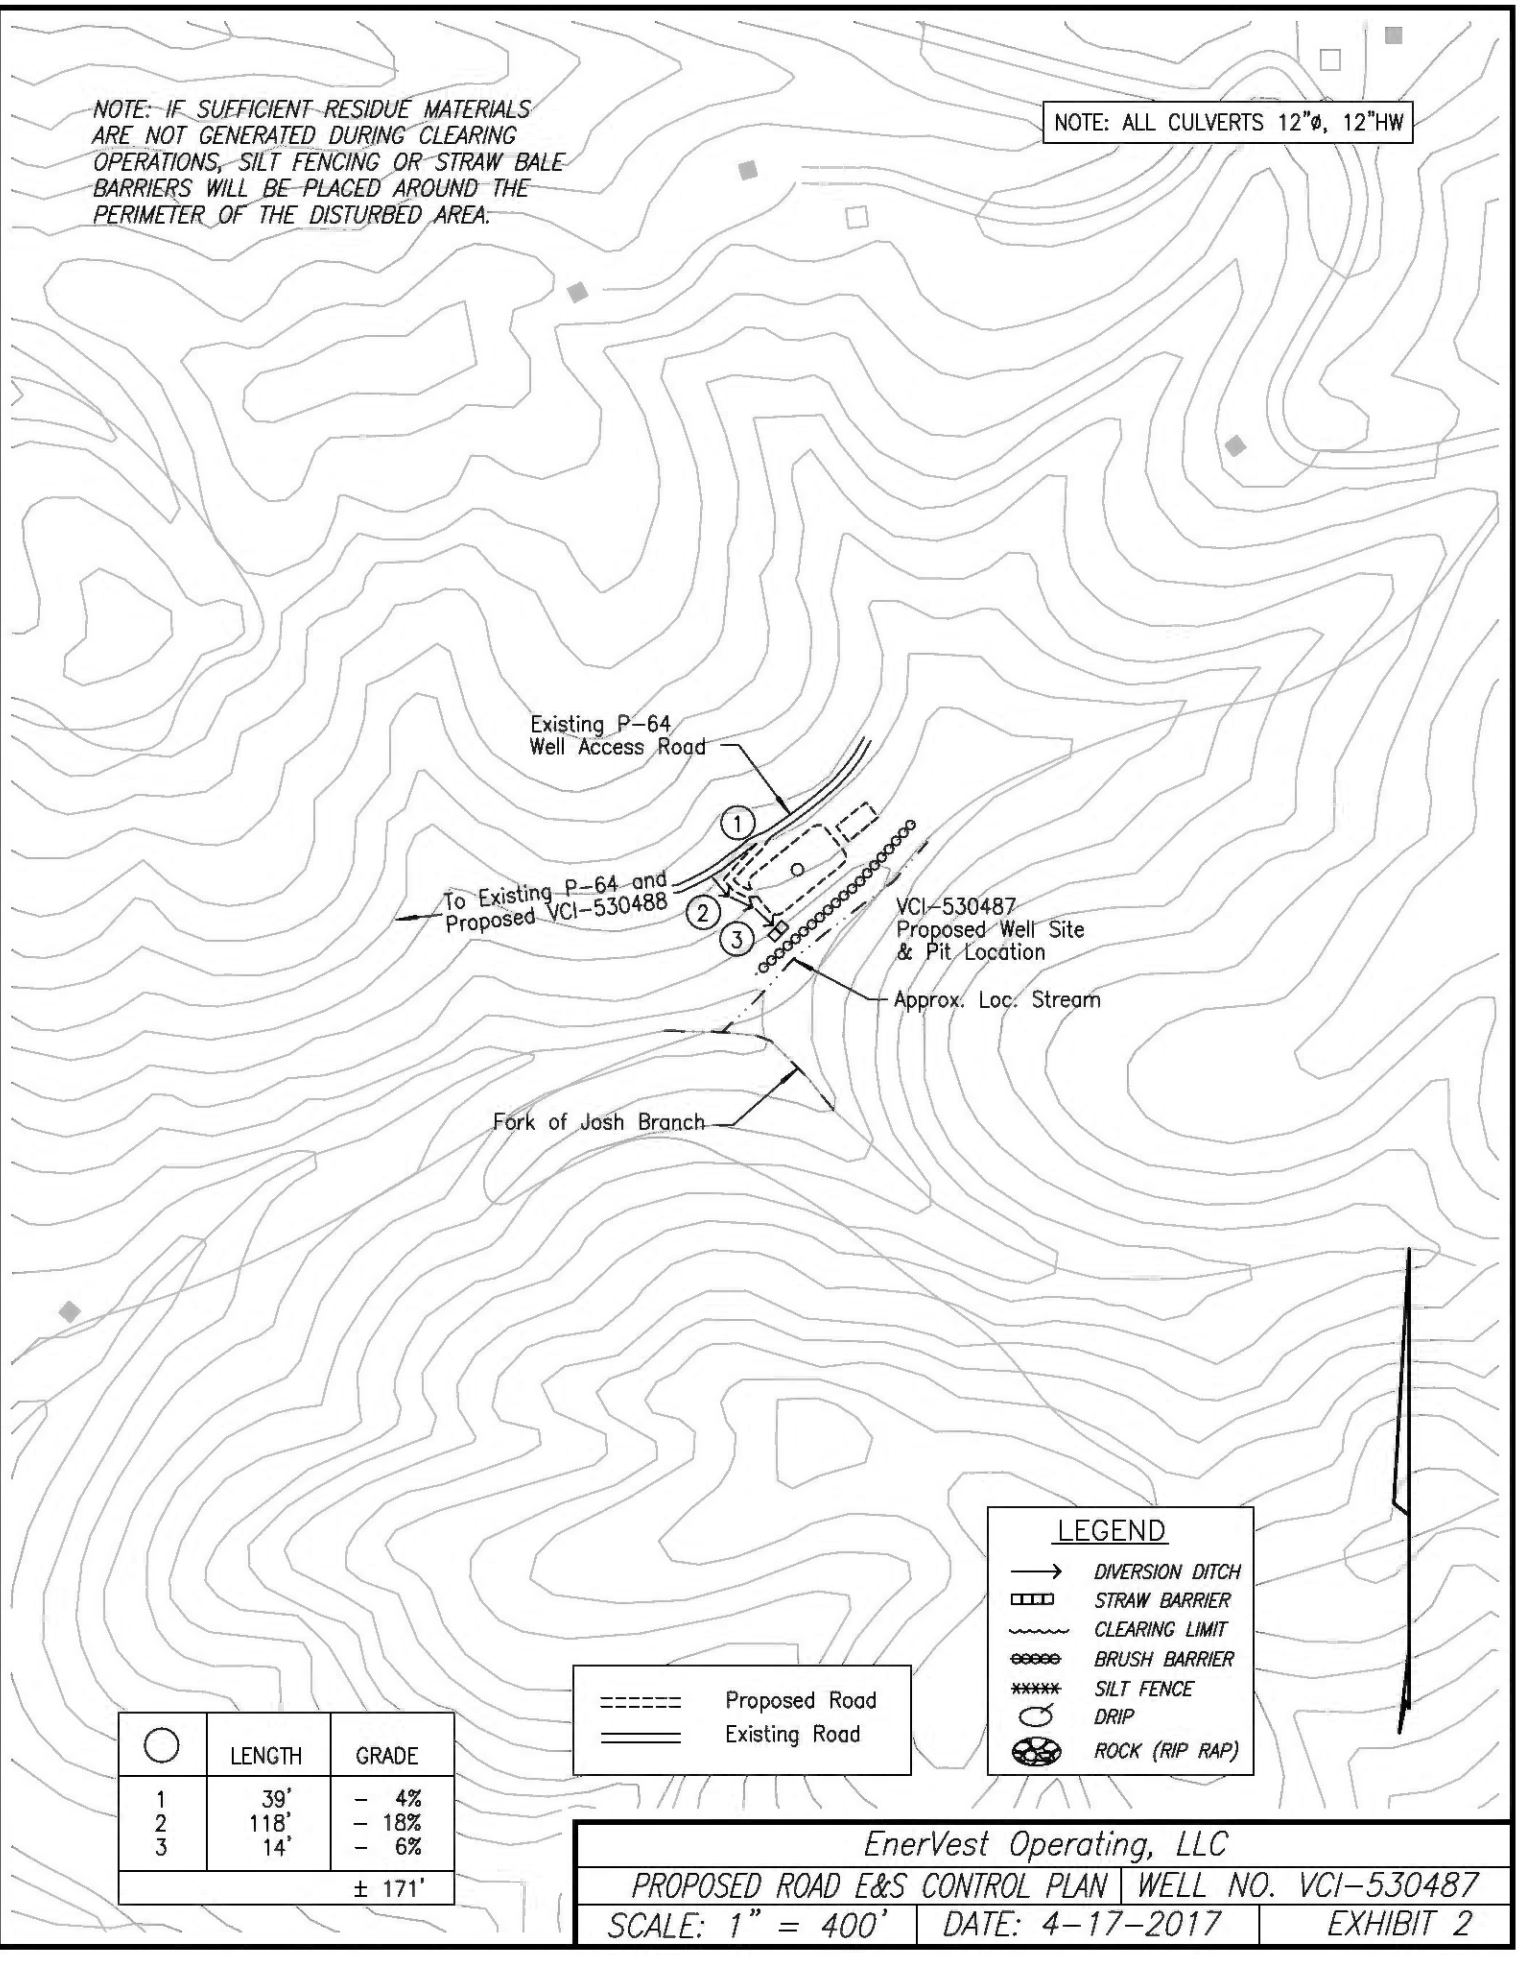 NOTE: IF SUFFICIENT RESIDUE MATERIALS
ARE NOT GENERATED DURING CLEARING
OPERATIONS, SILT FENCING OR STRAW BALE
BARRIERS WILL BE PLACED AROUND THE
PERIMETER OF THE DISTURBED AREA.
NOTE: ALL CULVERTS 12"ø, 12"HW
Existing P-64
Well Access Road
1
To Existing P-64 and
Proposed VCI-530488
2
3
VCI-530487
Proposed Well Site
& Pit Location
Approx. Loc. Stream
Fork of Josh Branch
LEGEND
DIVERSION DITCH
STRAW BARRIER
CLEARING LIMIT
BRUSH BARRIER
SILT FENCE
DRIP
ROCK (RIP RAP)
Proposed Road
Existing Road
LENGTH GRADE
1 39' - 4%
2 118' - 18%
3 14' - 6%
± 171'
EnerVest Operating, LLC
PROPOSED ROAD E&S CONTROL PLAN WELL NO. VCI-530487
SCALE: 1" = 400' DATE: 4-17-2017 EXHIBIT 2